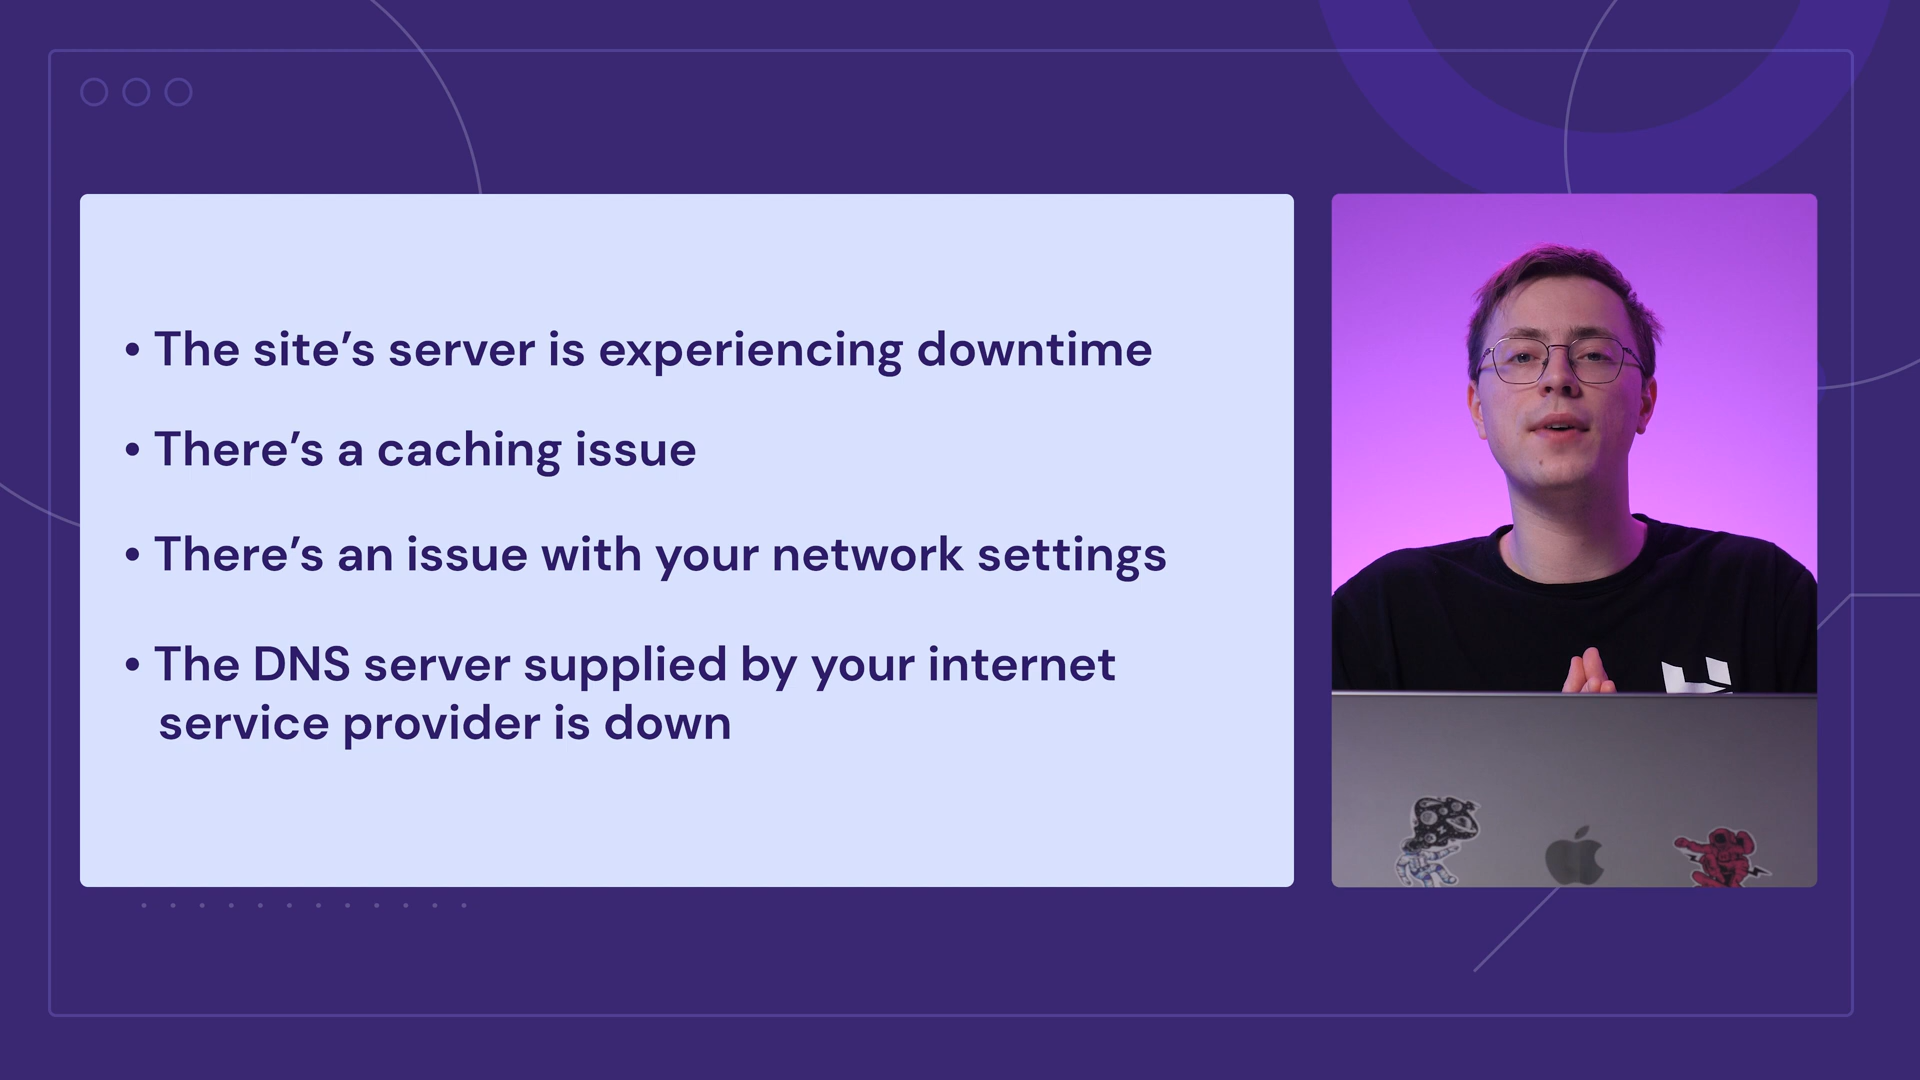 • The site’s server is experiencing downtime
• There’s a caching issue
• There’s an issue with your network settings
• The DNS server supplied by your internet
service provider is down